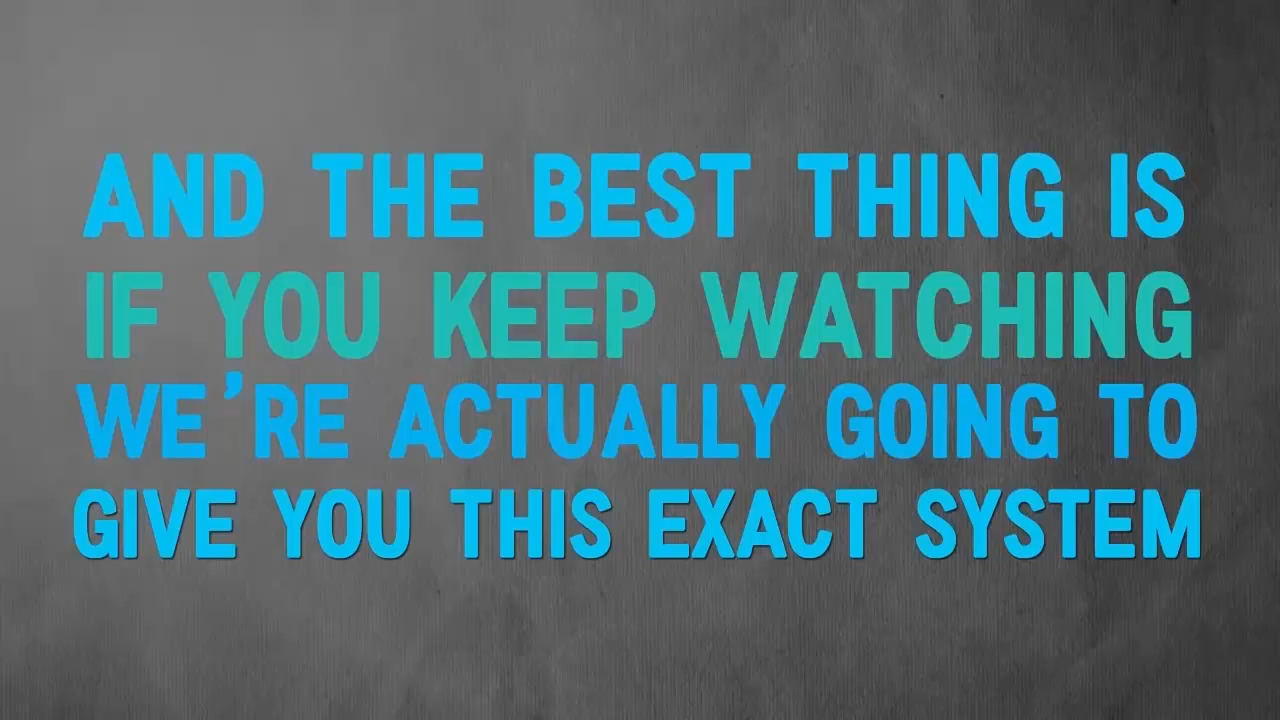 AND THE BEST THING IS
IF YOU KEEP WATCHING
WE'RE ACTUALLY GOING TO
GIVE YOU THIS EXACT SYSTEM